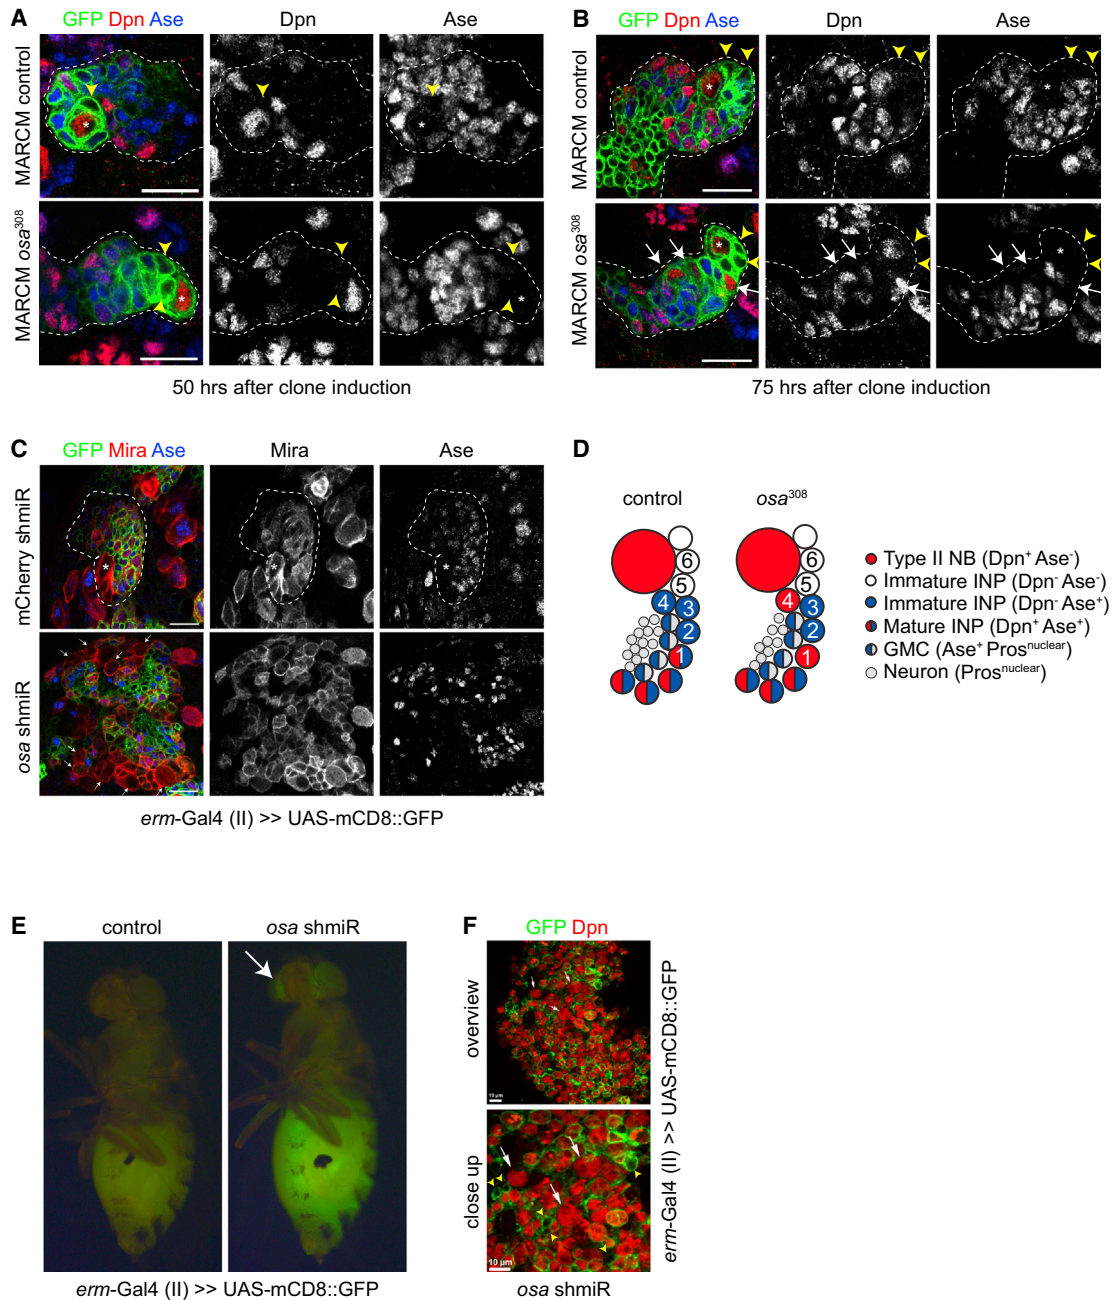 A
GFP Dpn Ase
Dpn
Ase
MARCM control
MARCM osa308
50 hrs after clone induction
B
GFP Dpn Ase
Dpn
Ase
MARCM control
MARCM osa308
75 hrs after clone induction
C
GFP Mira Ase
Mira
Ase
mCherry shmiR
osa shmiR
erm-Gal4 (II) >> UAS-mCD8::GFP
D
control
osa308
6
5
4
3
2
1
6
5
4
3
2
1
Type II NB (Dpn+ Ase-)
Immature INP (Dpn- Ase-)
Immature INP (Dpn- Ase+)
Mature INP (Dpn+ Ase+)
GMC (Ase+ Prosnuclear)
Neuron (Prosnuclear)
E
control
osa shmiR
erm-Gal4 (II) >> UAS-mCD8::GFP
F
GFP Dpn
overview
10 µm
close up
10 µm
osa shmiR
erm-Gal4 (II) >> UAS-mCD8::GFP